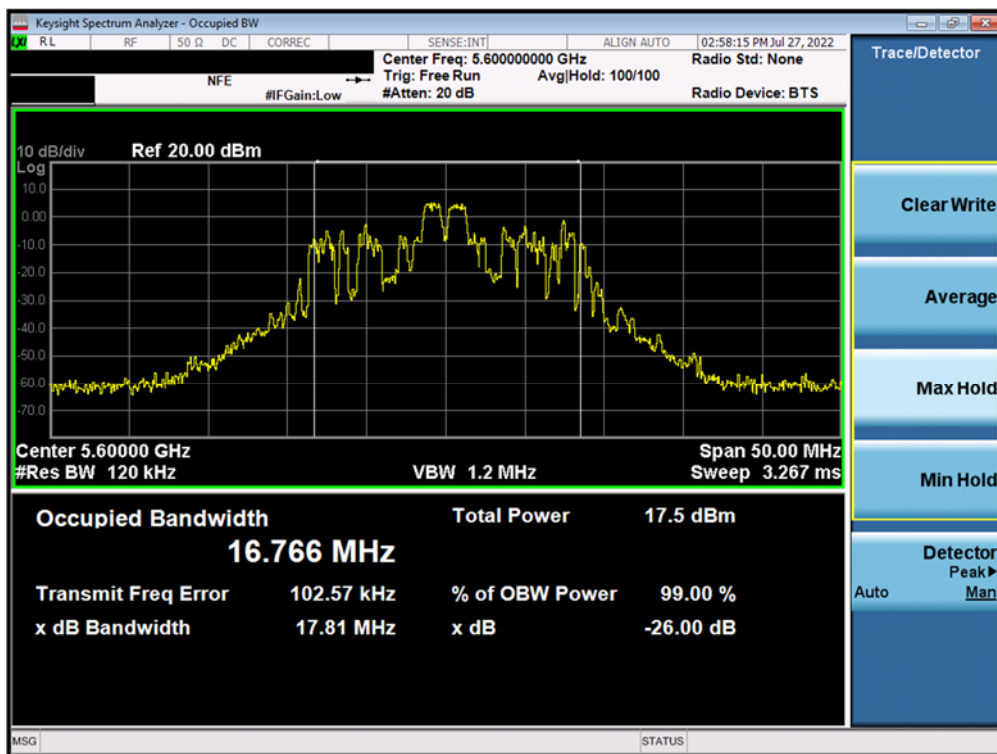 Keysight Spectrum Analyzer - Occupied BW
LXI RL RF 50 Ω DC CORREC SENSE:INT ALIGN AUTO 02:58:15 PM Jul 27, 2022
Center Freq: 5.600000000 GHz Radio Std: None
Trig: Free Run Avg|Hold: 100/100
NFE
#IFGain:Low #Atten: 20 dB Radio Device: BTS
Trace/Detector
10 dB/div Ref 20.00 dBm
Log
10.0
0.00
-10.0
-20.0
-30.0
-40.0
-50.0
-60.0
-70.0
Center 5.60000 GHz Span 50.00 MHz
#Res BW 120 kHz VBW 1.2 MHz Sweep 3.267 ms
Occupied Bandwidth Total Power 17.5 dBm
16.766 MHz
Transmit Freq Error 102.57 kHz % of OBW Power 99.00 %
x dB Bandwidth 17.81 MHz x dB -26.00 dB
Clear Write
Average
Max Hold
Min Hold
Detector
Peak▶
Auto Man
MSG STATUS